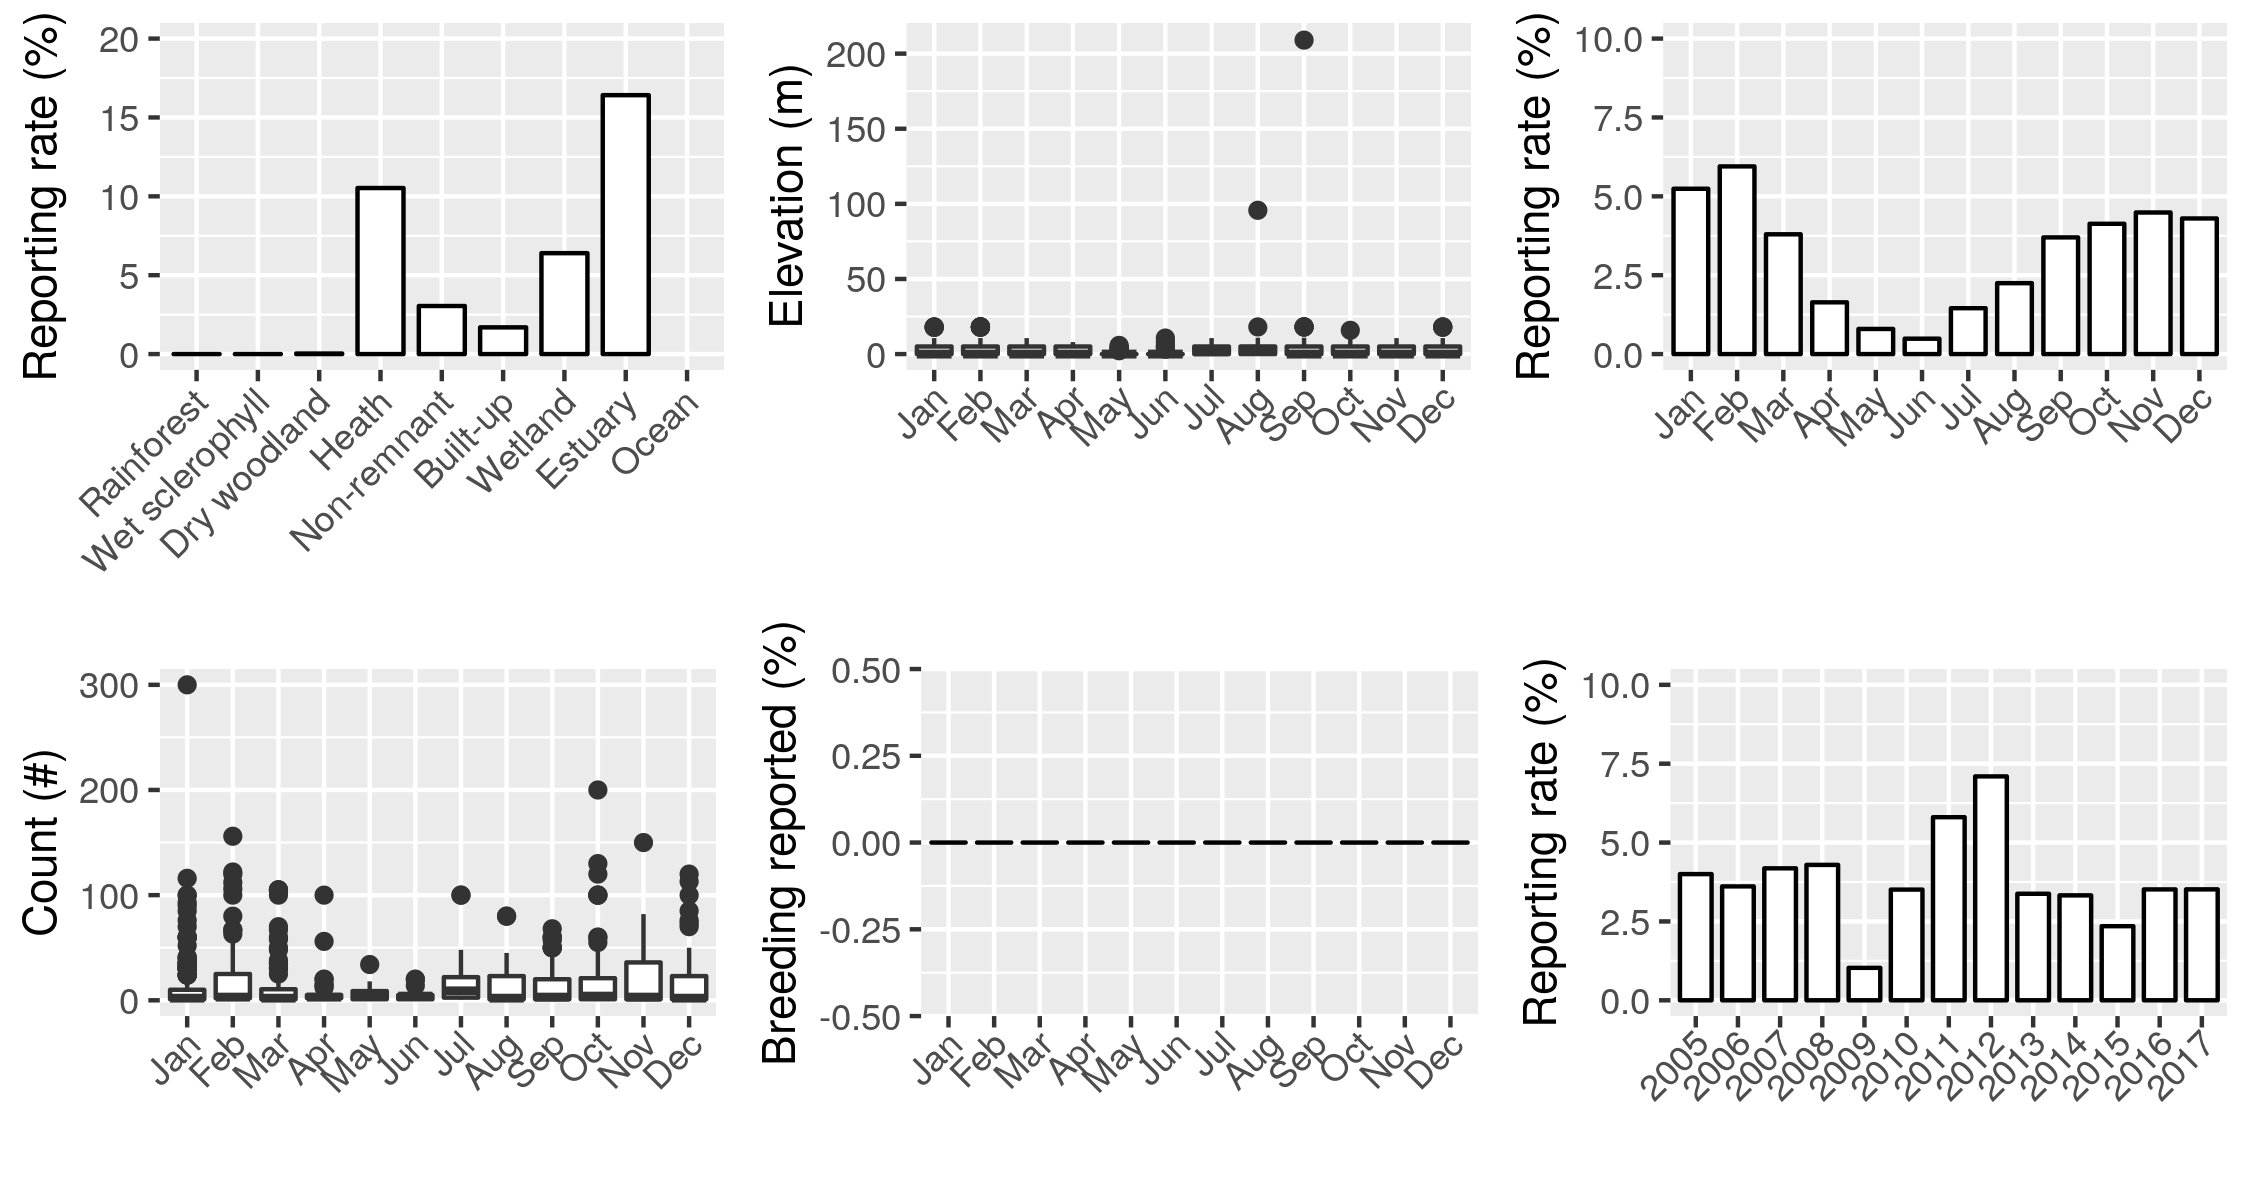 Reporting rate (%)
20
15
10
5
0
Rainforest
Wet sclerophyll
Dry woodland
Heath
Non-remnant
Built-up
Wetland
Estuary
Ocean
Elevation (m)
200
150
100
50
0
Jan
Feb
Mar
Apr
May
Jun
Jul
Aug
Sep
Oct
Nov
Dec
Reporting rate (%)
10.0
7.5
5.0
2.5
0.0
Jan
Feb
Mar
Apr
May
Jun
Jul
Aug
Sep
Oct
Nov
Dec
Count (#)
300
200
100
0
Jan
Feb
Mar
Apr
May
Jun
Jul
Aug
Sep
Oct
Nov
Dec
Breeding reported (%)
0.50
0.25
0.00
-0.25
-0.50
Jan
Feb
Mar
Apr
May
Jun
Jul
Aug
Sep
Oct
Nov
Dec
Reporting rate (%)
10.0
7.5
5.0
2.5
0.0
2005
2006
2007
2008
2009
2010
2011
2012
2013
2014
2015
2016
2017